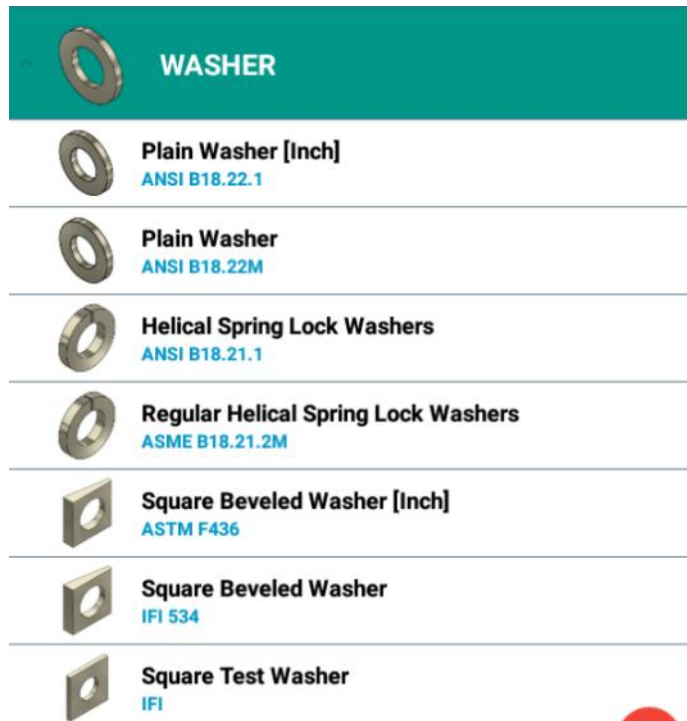 WASHER
Plain Washer [Inch]
ANSI B18.22.1
Plain Washer
ANSI B18.22M
Helical Spring Lock Washers
ANSI B18.21.1
Regular Helical Spring Lock Washers
ASME B18.21.2M
Square Beveled Washer [Inch]
ASTM F436
Square Beveled Washer
IFI 534
Square Test Washer
IFI